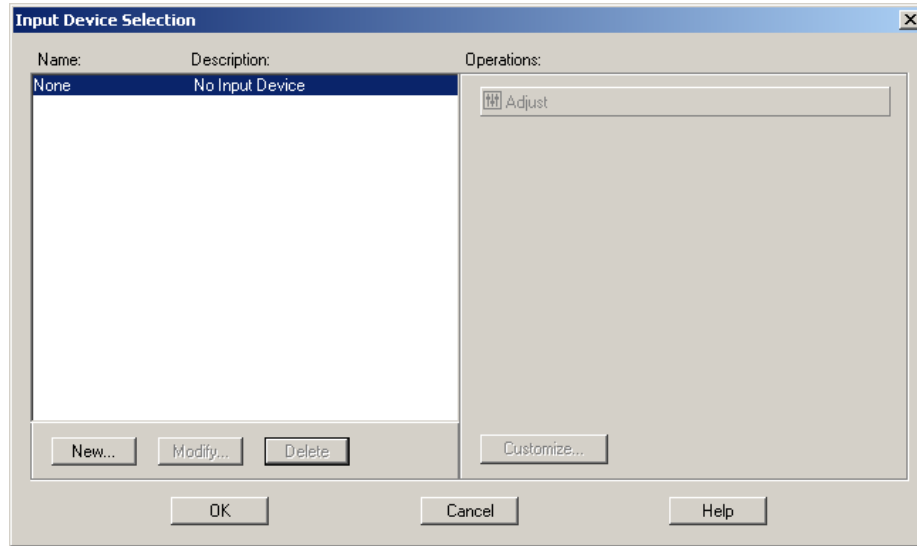 Input Device Selection
Name: Description: Operations:
None No Input Device
Adjust
New... Modify... Delete Customize...
OK Cancel Help